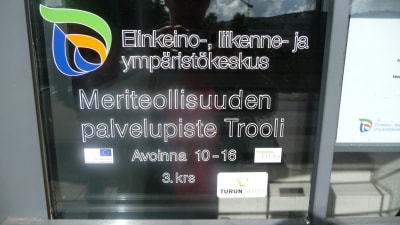 Elinkeino-, liikenne- ja
ympäristökeskus
Meriteollisuuden
palvelupiste Trooli
Avoinna 10-16
3. krs
TURUN